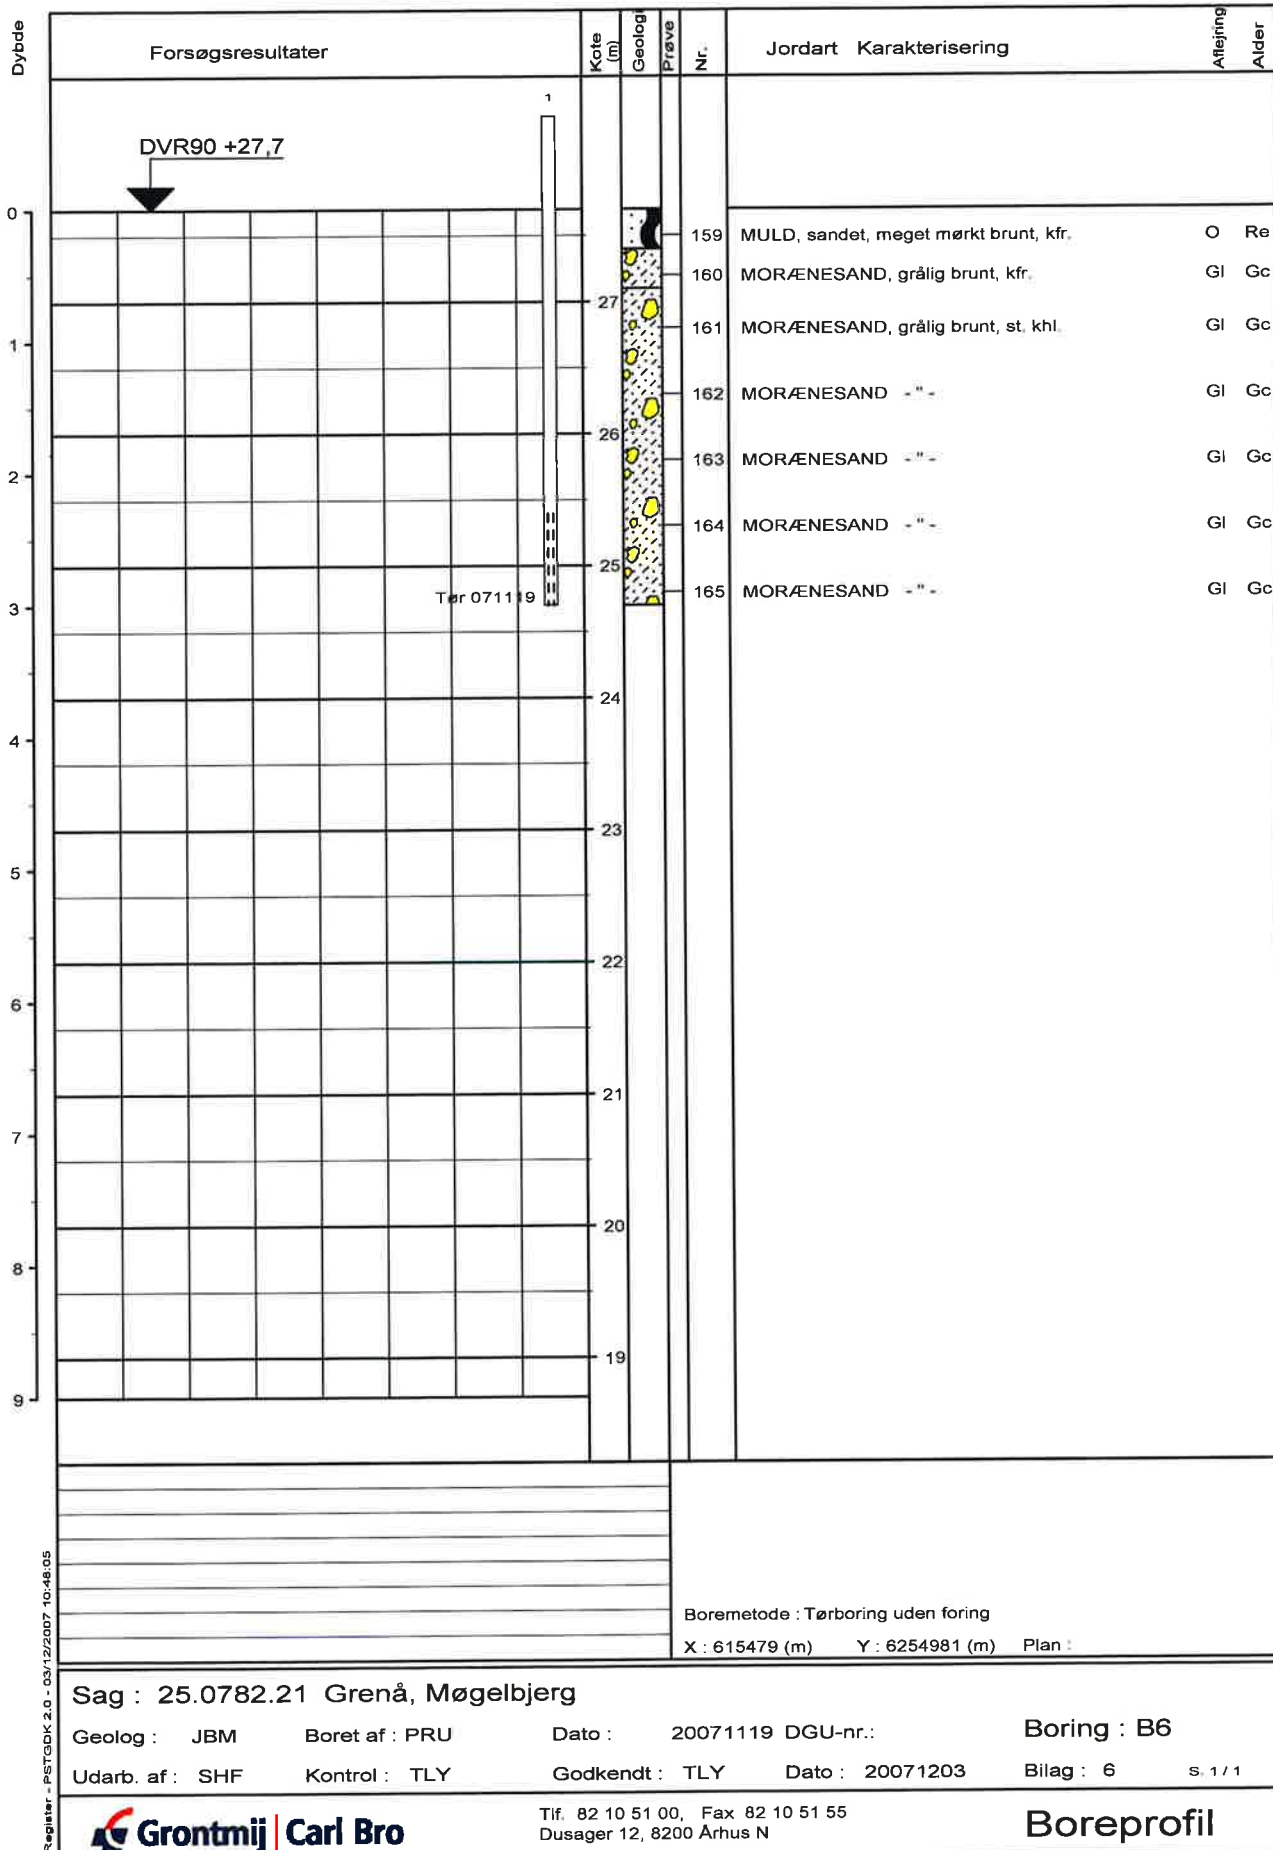 Dybde
Forsøgsresultater
Kote (m)
Geologi
Prøve
Nr.
Jordart Karakterisering
Aflejring
Alder
1
DVR90 +27,7
0
159 MULD, sandet, meget mørkt brunt, kfr. O Re
160 MORÆNESAND, grålig brunt, kfr. Gl Gc
27
161 MORÆNESAND, grålig brunt, st. khl. Gl Gc
1
162 MORÆNESAND - " - Gl Gc
26
163 MORÆNESAND - " - Gl Gc
2
164 MORÆNESAND - " - Gl Gc
25
165 MORÆNESAND - " - Gl Gc
Tør 071119
3
24
4
23
5
22
6
21
7
20
8
19
9
Boremetode : Tørboring uden foring
X : 615479 (m) Y : 6254981 (m) Plan :
Register - PSTGDK 2.0 - 03/12/2007 10:48:05
Sag : 25.0782.21 Grenå, Møgelbjerg
Geolog : JBM Boret af : PRU Dato : 20071119 DGU-nr.: Boring : B6
Udarb. af : SHF Kontrol : TLY Godkendt : TLY Dato : 20071203 Bilag : 6 S. 1 / 1
Grontmij | Carl Bro
Tlf. 82 10 51 00, Fax 82 10 51 55
Dusager 12, 8200 Århus N
Boreprofil